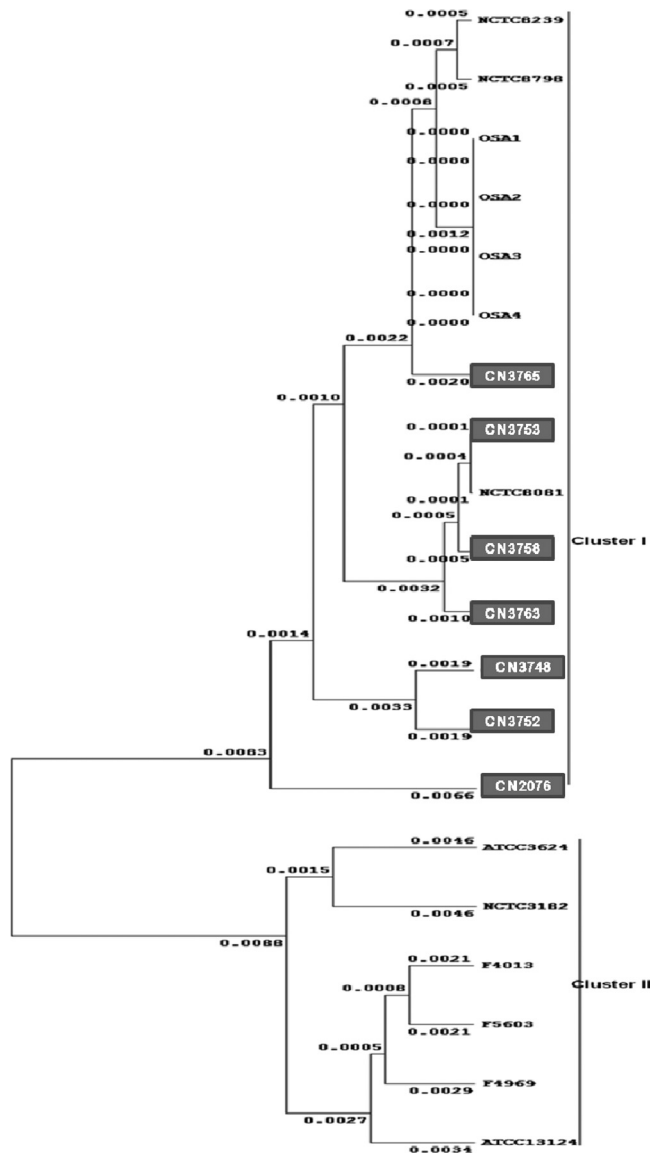 0.0005
NCTC8239
0.0007
NCTC8798
0.0005
0.0008
0.0000
OSA1
0.0000
OSA2
0.0000
0.0012
0.0000
OSA3
0.0000
OSA4
0.0000
0.0022
CN3765
0.0020
0.0010
CN3753
0.0001
0.0004
NCTC8081
0.0001
0.0005
Cluster I
CN3758
0.0005
0.0032
CN3763
0.0010
0.0014
0.0019
CN3748
0.0033
CN3752
0.0019
0.0083
CN2076
0.0066
0.0046
ATCC3624
0.0015
NCTC3182
0.0046
0.0088
0.0021
F4013
Cluster II
0.0008
F5603
0.0021
0.0005
F4969
0.0029
0.0027
ATCC13124
0.0034